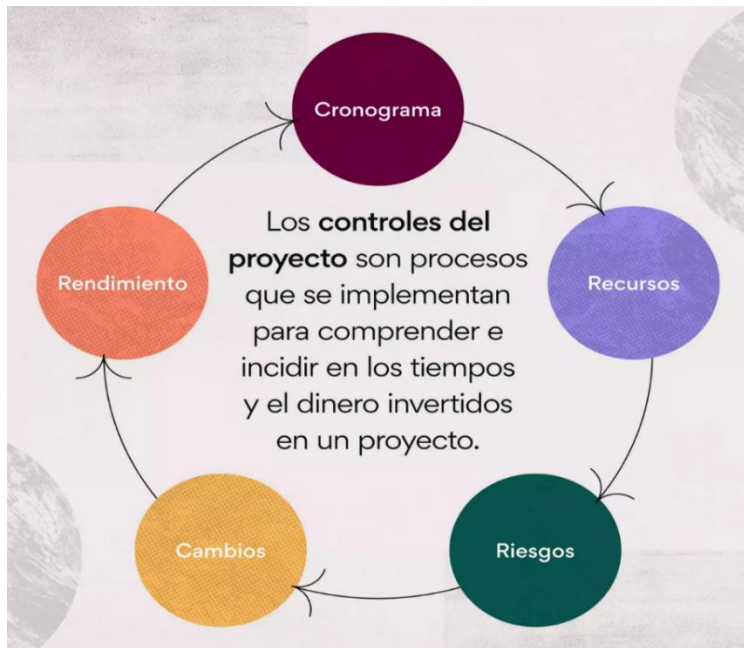 Cronograma
Los controles del
proyecto son procesos
que se implementan
para comprender e
incidir en los tiempos
y el dinero invertidos
en un proyecto.
Rendimiento
Recursos
Cambios
Riesgos